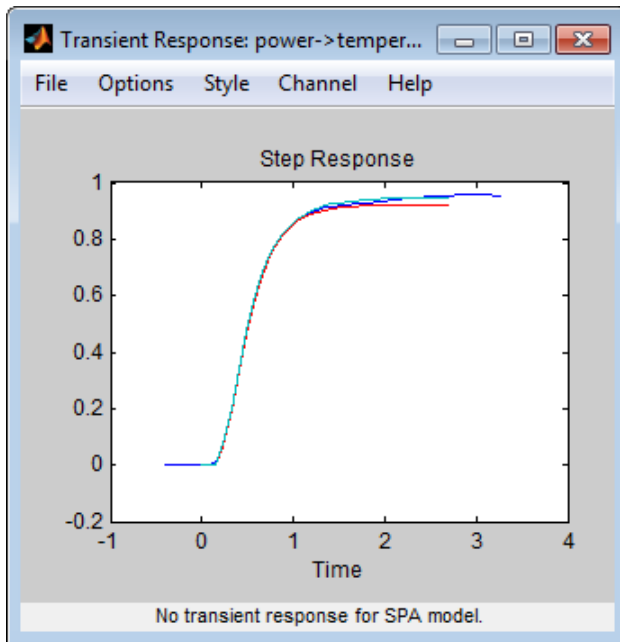 Transient Response: power->temper...
File Options Style Channel Help
Step Response
1
0.8
0.6
0.4
0.2
0
-0.2
-1 0 1 2 3 4
Time
No transient response for SPA model.